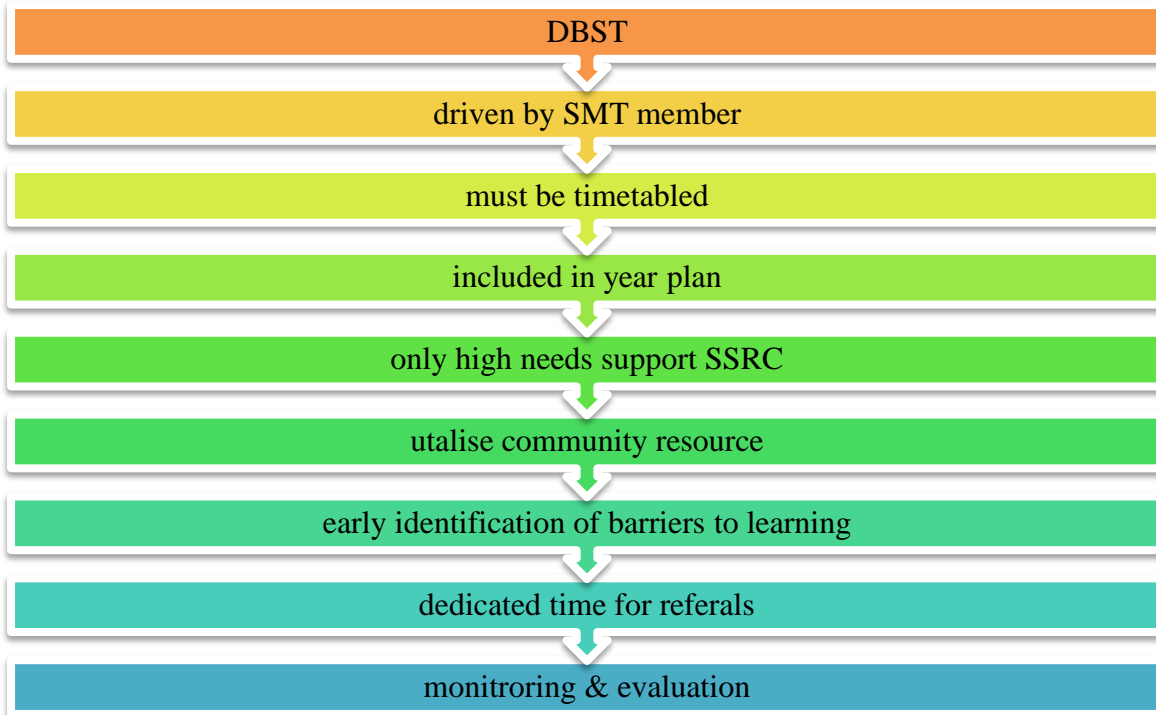 DBST
driven by SMT member
must be timetabled
included in year plan
only high needs support SSRC
utalise community resource
early identification of barriers to learning
dedicated time for referals
monitroring & evaluation